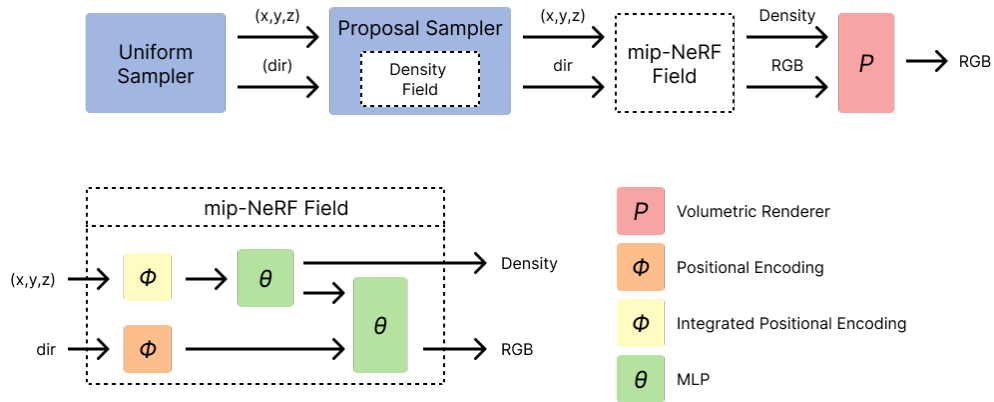 Uniform
Sampler
(x,y,z)
(dir)
Proposal Sampler
Density
Field
(x,y,z)
dir
mip-NeRF
Field
Density
RGB
P
RGB
mip-NeRF Field
(x,y,z)
Φ
θ
Density
dir
Φ
θ
RGB
P Volumetric Renderer
Φ Positional Encoding
Φ Integrated Positional Encoding
θ MLP